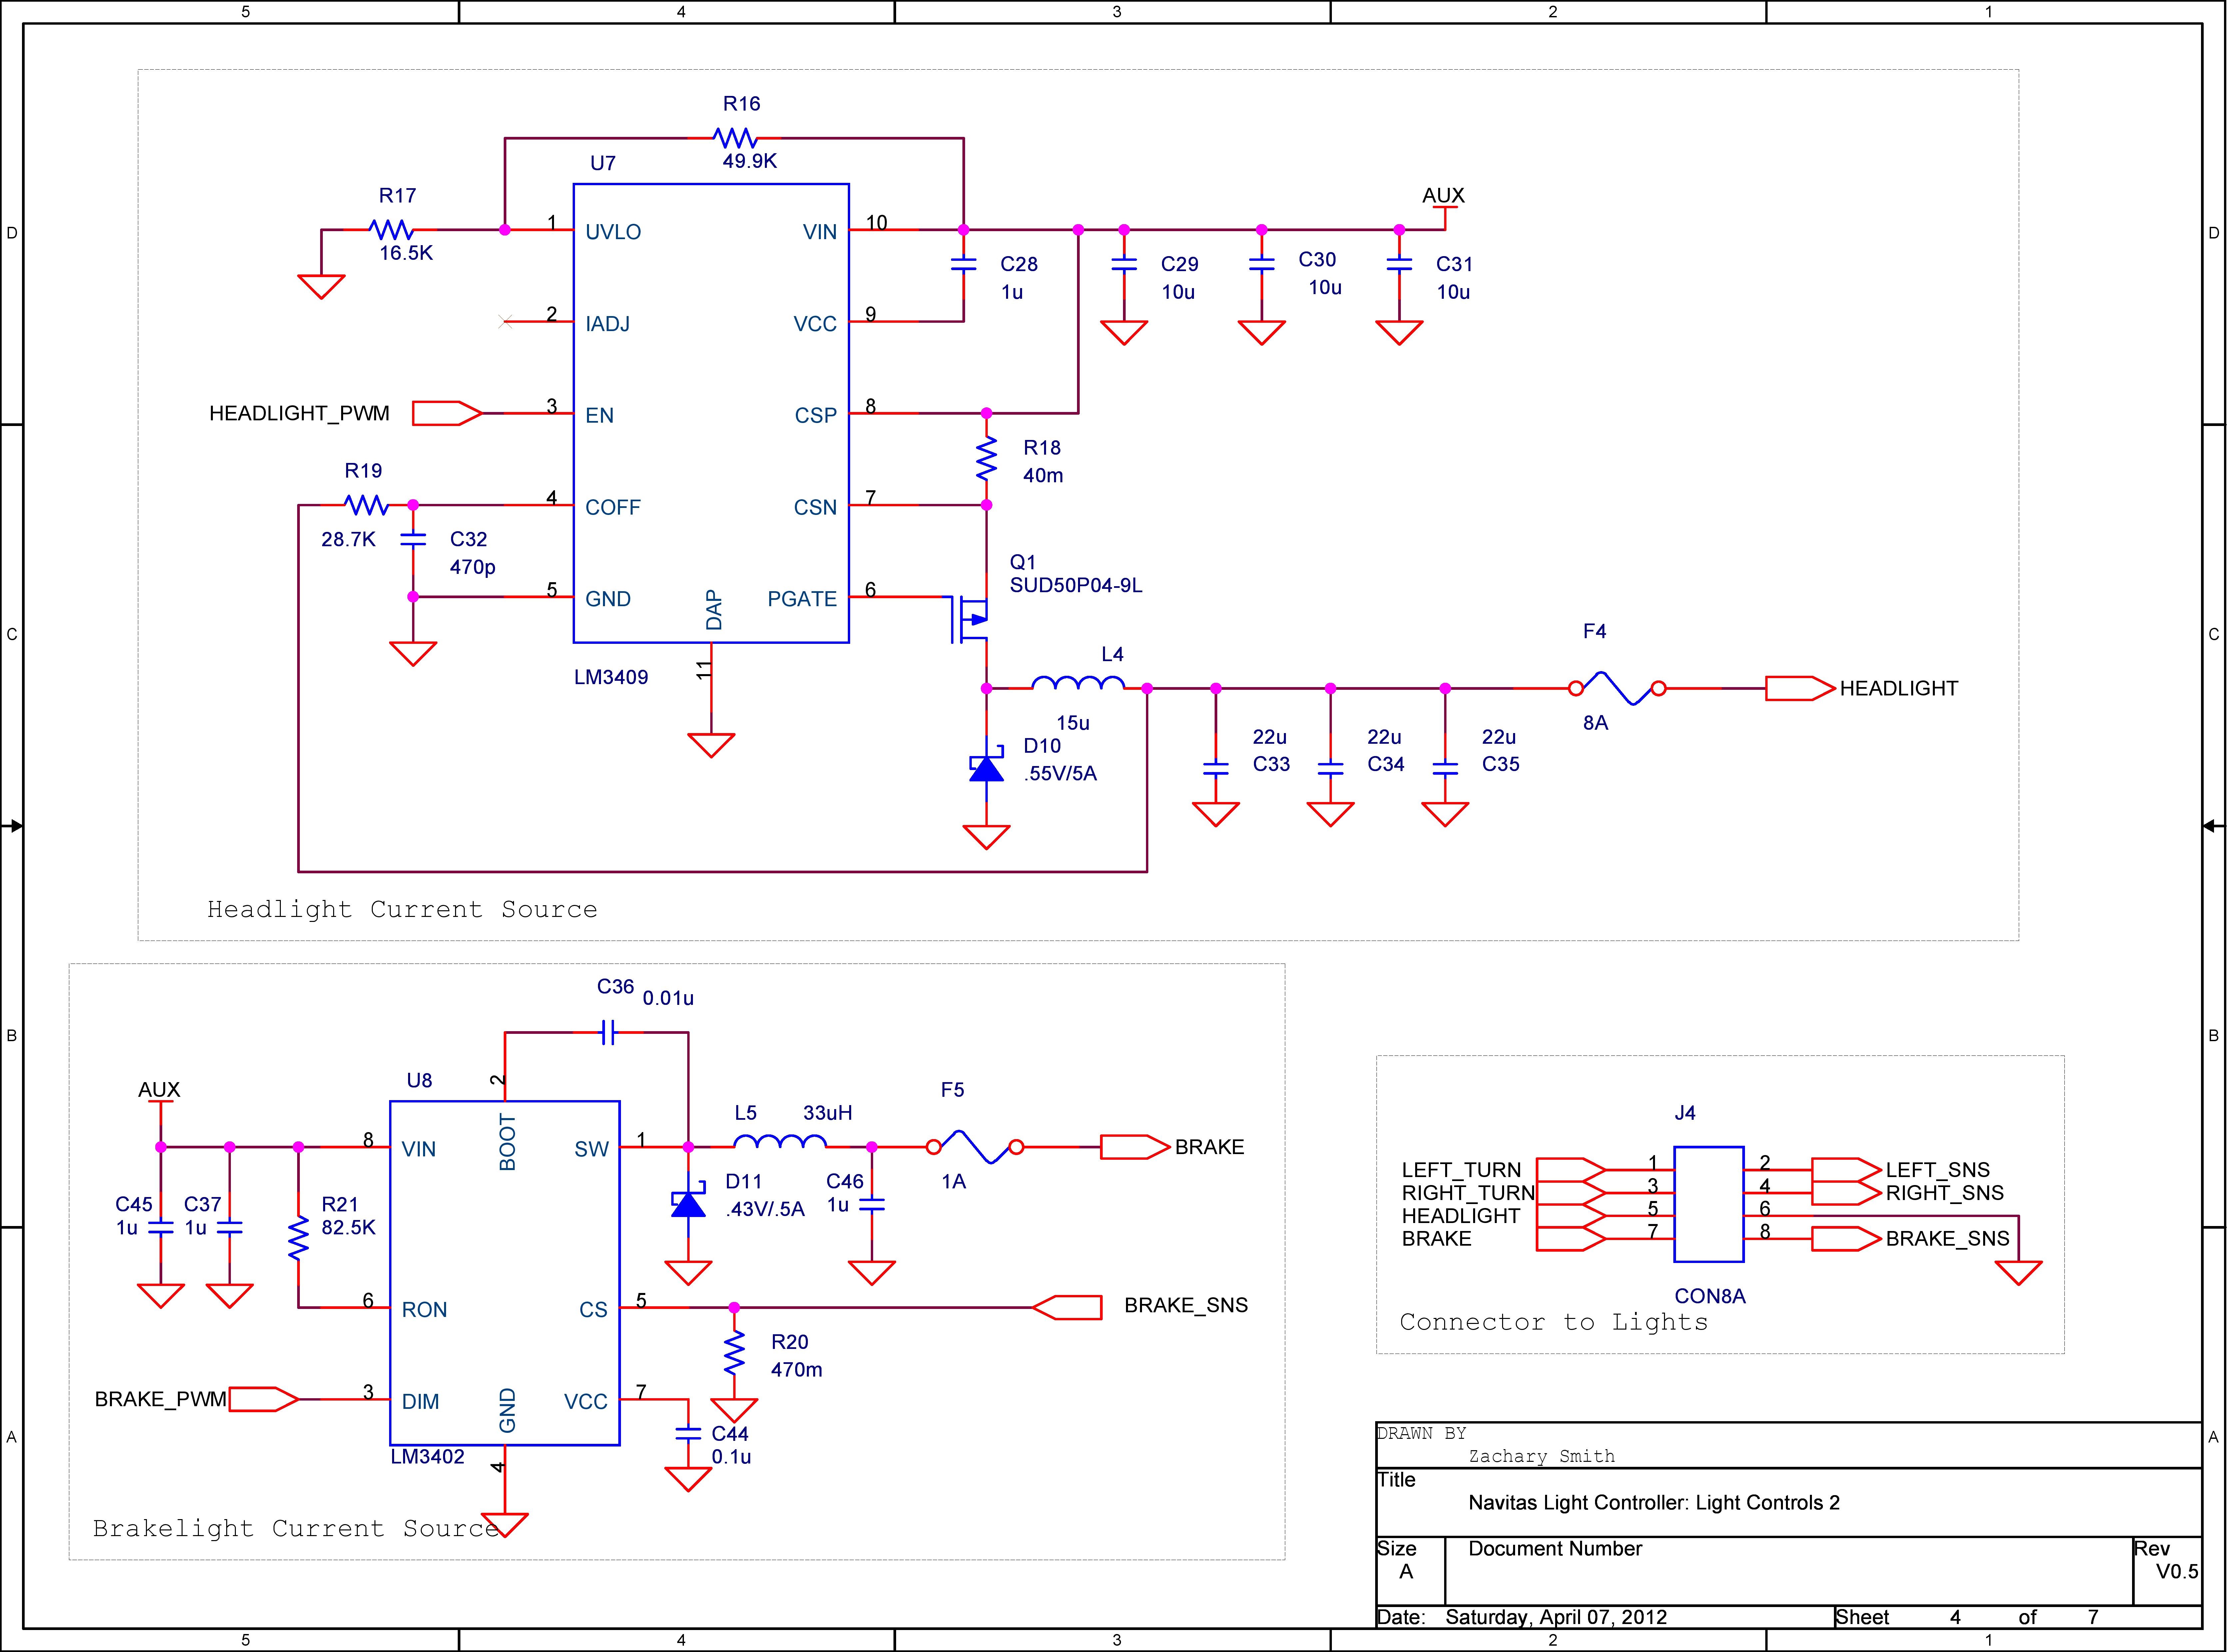 5 4 3 2 1
D D
C C
B B
A A
R16
49.9K
U7
R17
16.5K
1 UVLO
VIN 10
AUX
C28
1u
C29
10u
C30
10u
C31
10u
2 IADJ
VCC 9
HEADLIGHT_PWM
3 EN
CSP 8
R18
40m
R19
28.7K
4 COFF
CSN 7
C32
470p
5 GND
PGATE 6
DAP
11
LM3409
Q1
SUD50P04-9L
L4
15u
F4
8A
HEADLIGHT
D10
.55V/5A
22u
C33
22u
C34
22u
C35
Headlight Current Source
C36
0.01u
AUX
U8
2
BOOT
8 VIN
SW 1
L5 33uH
F5
1A
BRAKE
C45
1u
C37
1u
R21
82.5K
D11
.43V/.5A
C46
1u
6 RON
CS 5
BRAKE_SNS
R20
470m
BRAKE_PWM
3 DIM
GND
4
VCC 7
C44
0.1u
LM3402
Brakelight Current Source
J4
LEFT_TURN 1 2 LEFT_SNS
RIGHT_TURN 3 4 RIGHT_SNS
HEADLIGHT 5 6
BRAKE 7 8 BRAKE_SNS
CON8A
Connector to Lights
DRAWN BY
Zachary Smith
Title
Navitas Light Controller: Light Controls 2
Size
A
Document Number
Rev
V0.5
Date: Saturday, April 07, 2012
Sheet 4 of 7
5 4 3 2 1